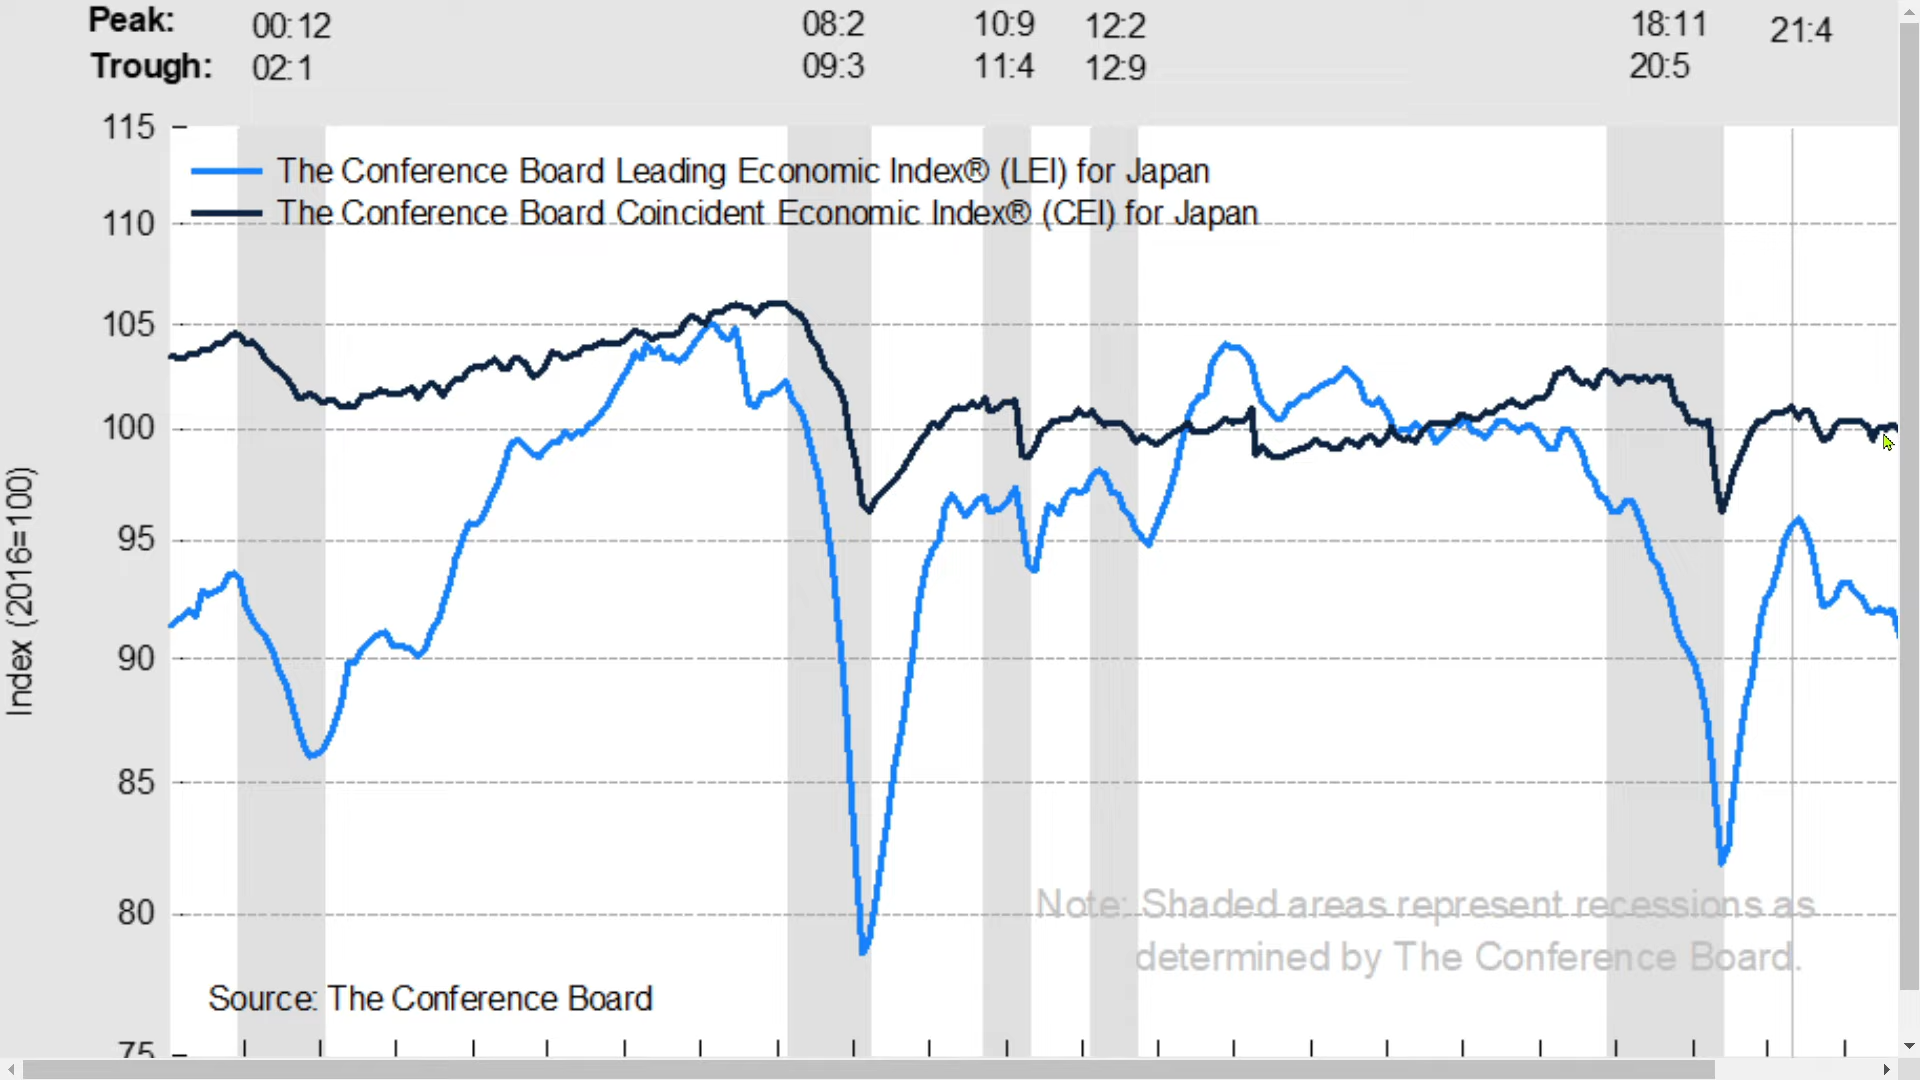 Peak: 00:12 08:2 10:9 12:2 18:11 21:4
Trough: 02:1 09:3 11:4 12:9 20:5
115
The Conference Board Leading Economic Index® (LEI) for Japan
The Conference Board Coincident Economic Index® (CEI) for Japan
110
105
100
95
Index (2016=100)
90
85
80
Note: Shaded areas represent recessions as
determined by The Conference Board.
Source: The Conference Board
75